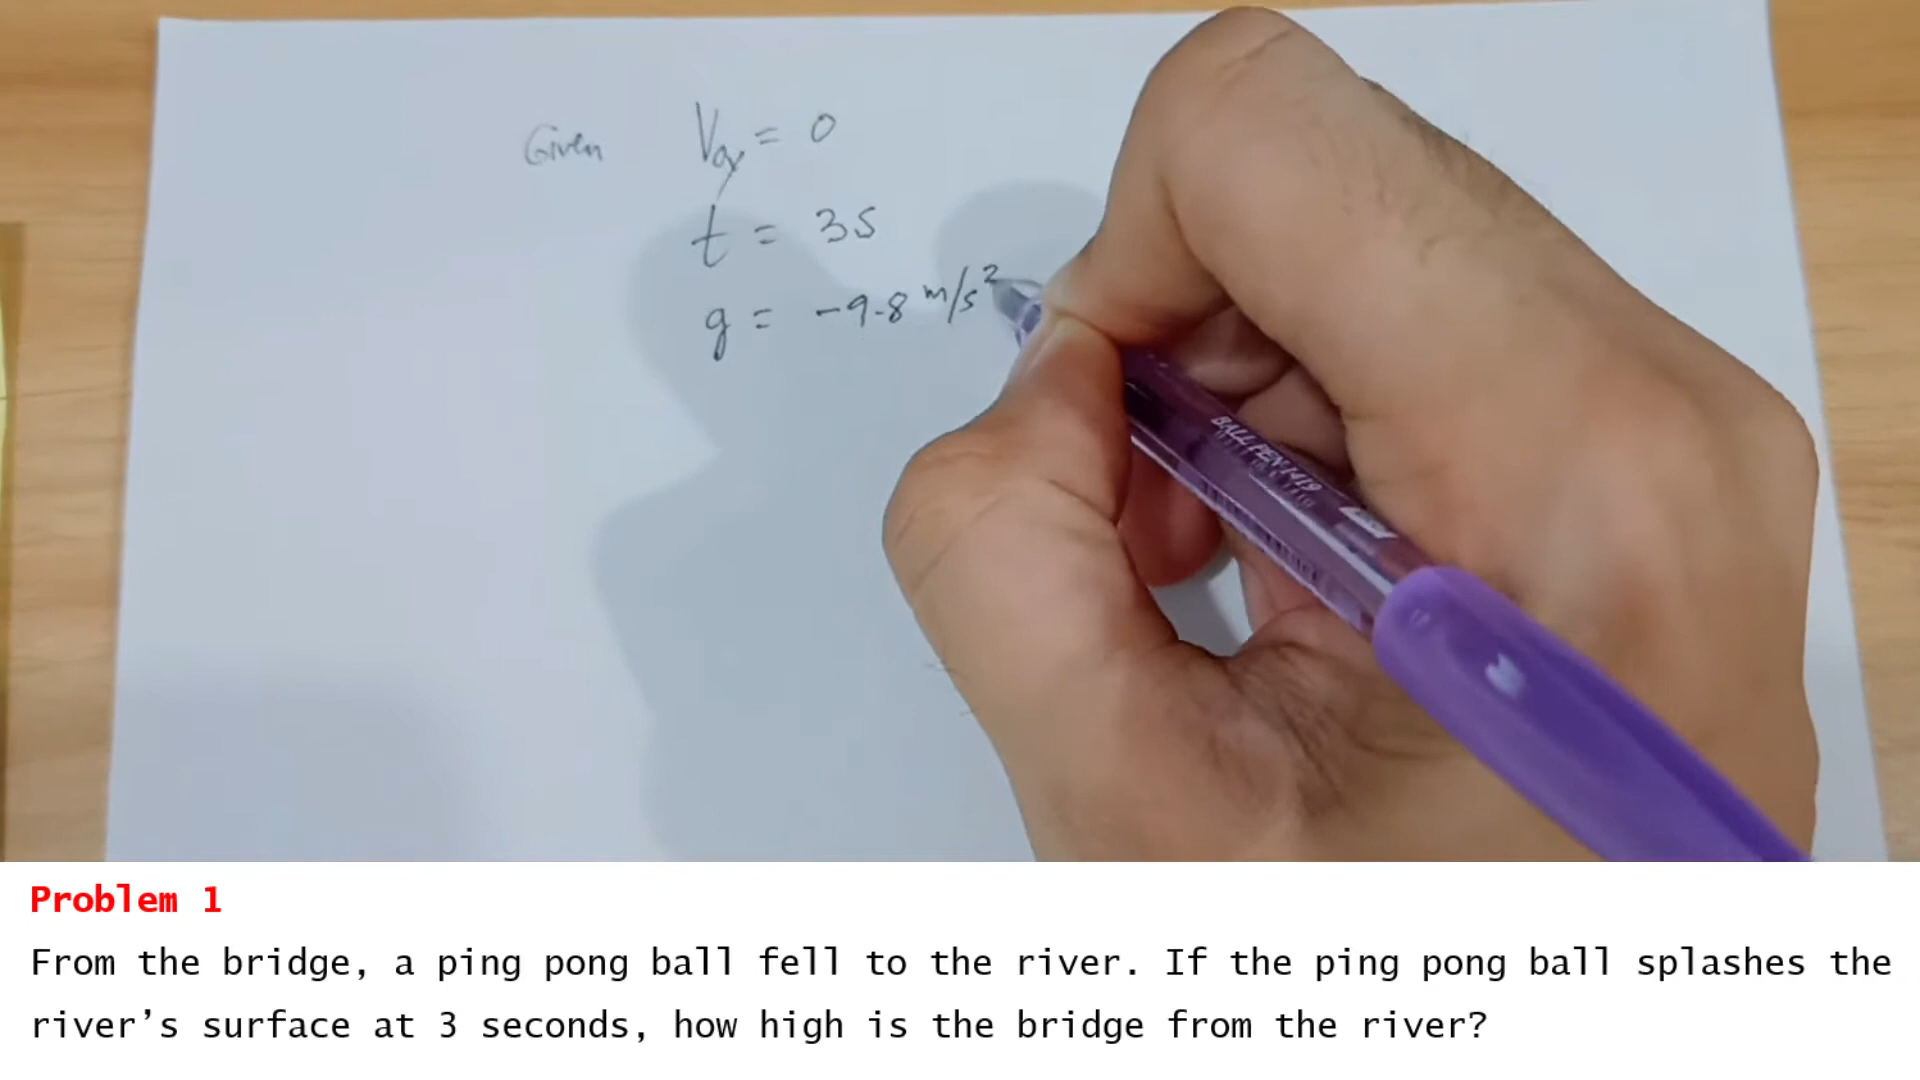 Given V₀ᵧ = 0
t = 3s
g = -9.8 m/s²
BALL PEN 1419
Problem 1
From the bridge, a ping pong ball fell to the river. If the ping pong ball splashes the
river’s surface at 3 seconds, how high is the bridge from the river?